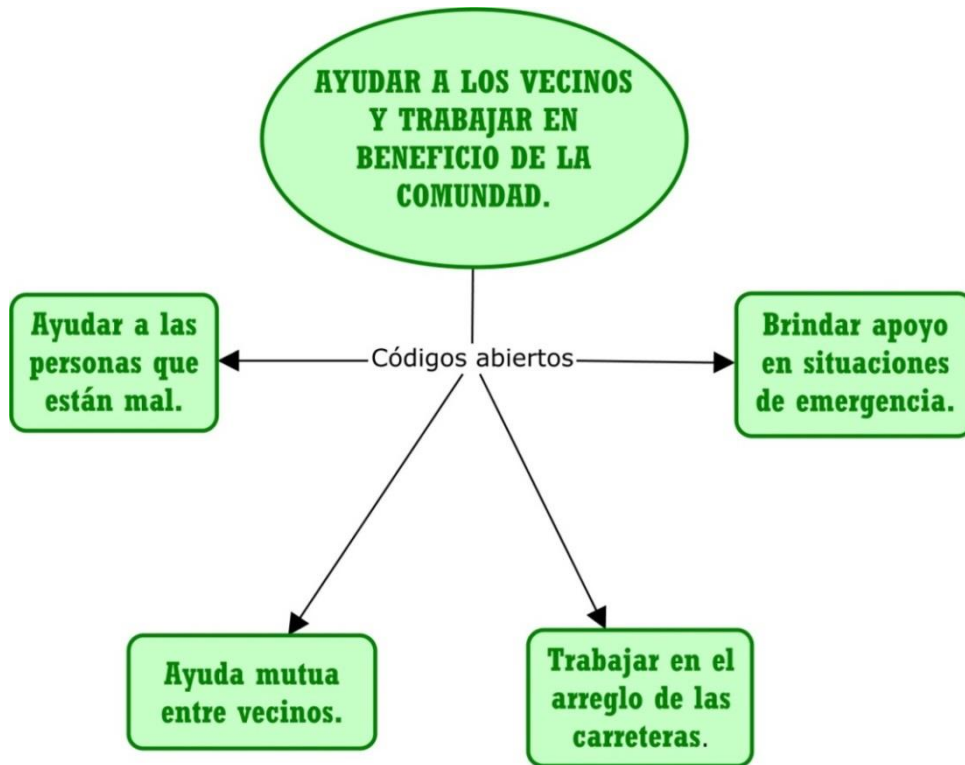 AYUDAR A LOS VECINOS
Y TRABAJAR EN
BENEFICIO DE LA
COMUNDAD.
Ayudar a las
personas que
están mal.
Códigos abiertos
Brindar apoyo
en situaciones
de emergencia.
Ayuda mutua
entre vecinos.
Trabajar en el
arreglo de las
carreteras.